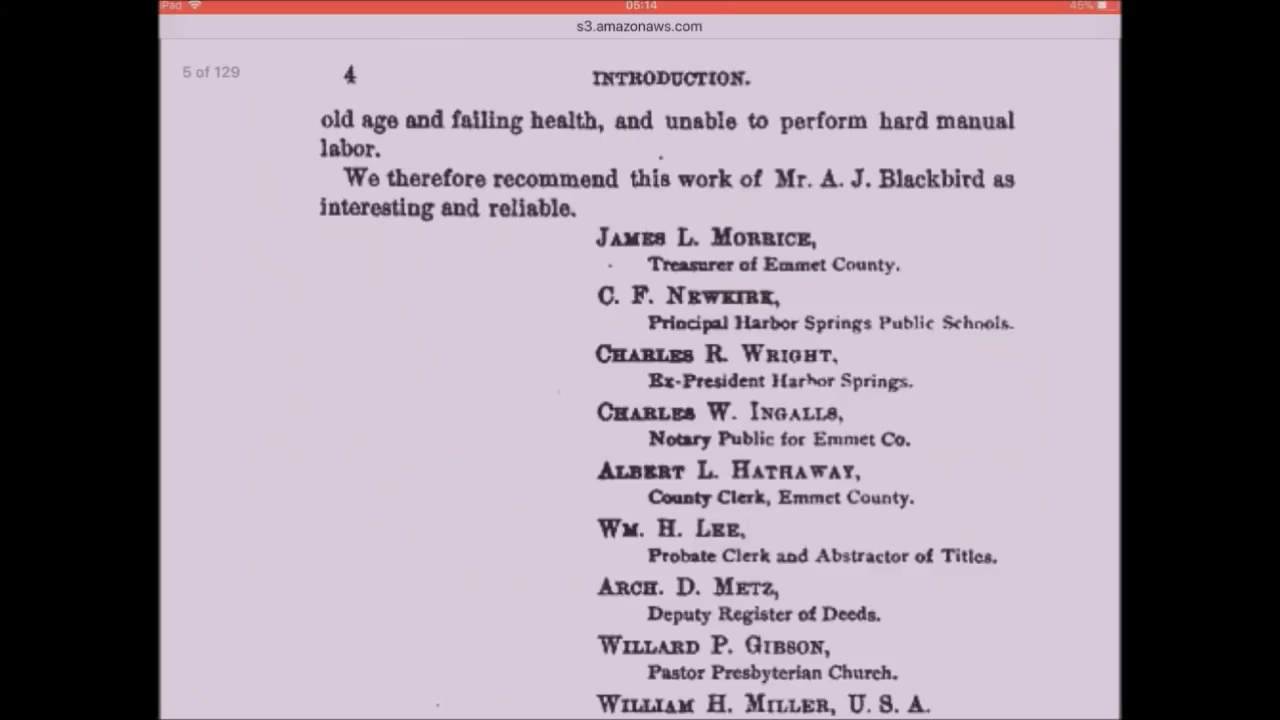 iPad 05:14 45%
s3.amazonaws.com
5 of 129
4 INTRODUCTION.
old age and failing health, and unable to perform hard manual
labor.
We therefore recommend this work of Mr. A. J. Blackbird as
interesting and reliable.
JAMES L. MORRICE,
Treasurer of Emmet County.
C. F. NEWKIRK,
Principal Harbor Springs Public Schools.
CHARLES R. WRIGHT,
Ex-President Harbor Springs.
CHARLES W. INGALLS,
Notary Public for Emmet Co.
ALBERT L. HATHAWAY,
County Clerk, Emmet County.
WM. H. LEE,
Probate Clerk and Abstractor of Titles.
ARCH. D. METZ,
Deputy Register of Deeds.
WILLARD P. GIBSON,
Pastor Presbyterian Church.
WILLIAM H. MILLER, U. S. A.